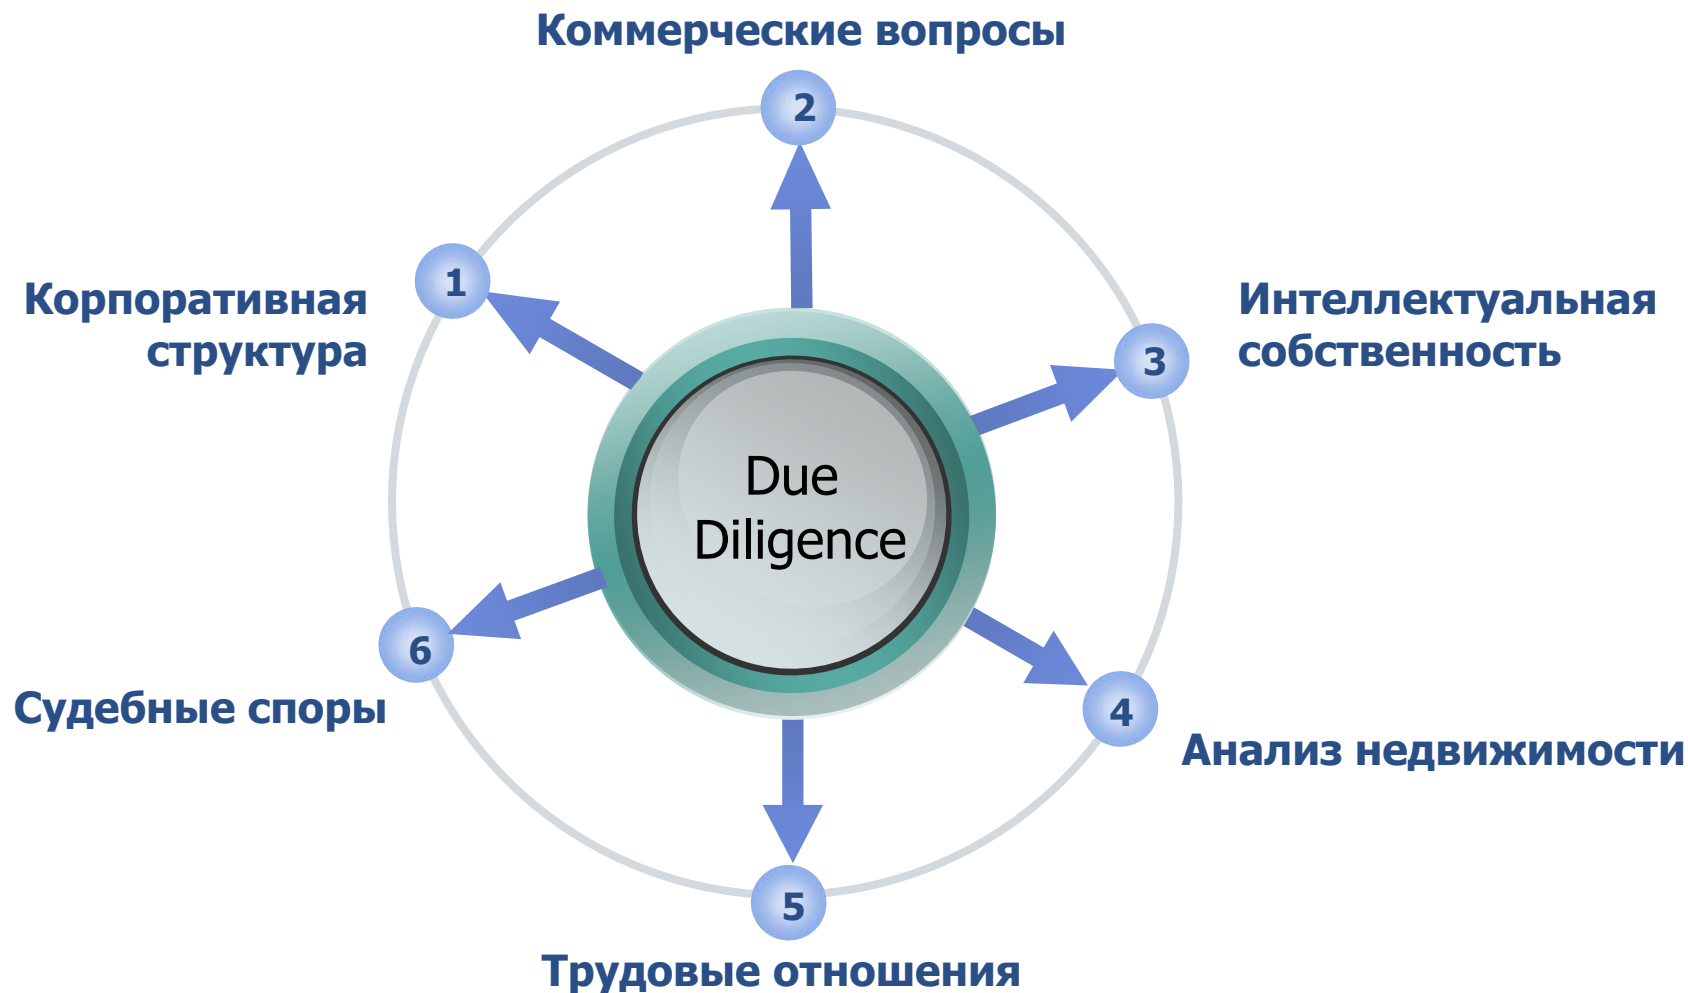 Коммерческие вопросы
2
1
Корпоративная
структура
Интеллектуальная
собственность
3
Due
Diligence
6
Судебные споры
4
Анализ недвижимости
5
Трудовые отношения